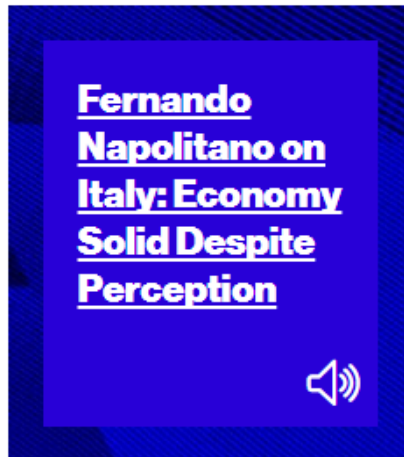 Fernando
Napolitano on
Italy: Economy
Solid Despite
Perception